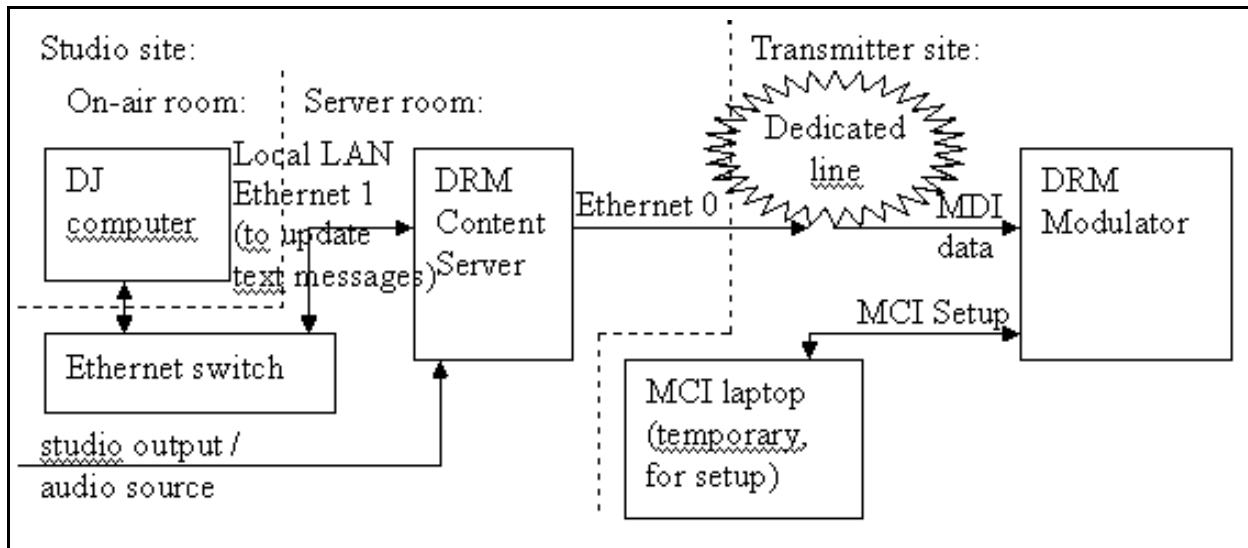 Studio site:
Transmitter site:
On-air room:
Server room:
DJ
computer
Local LAN
Ethernet 1
(to update
text messages)
DRM
Content
Server
Ethernet 0
Dedicated
line
MDI
data
DRM
Modulator
Ethernet switch
MCI Setup
MCI laptop
(temporary,
for setup)
studio output /
audio source